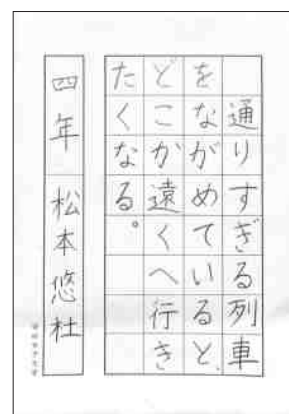 通りすぎる列車
をながめていると、
どこか遠くへ行き
たくなる。
四年 松本悠杜